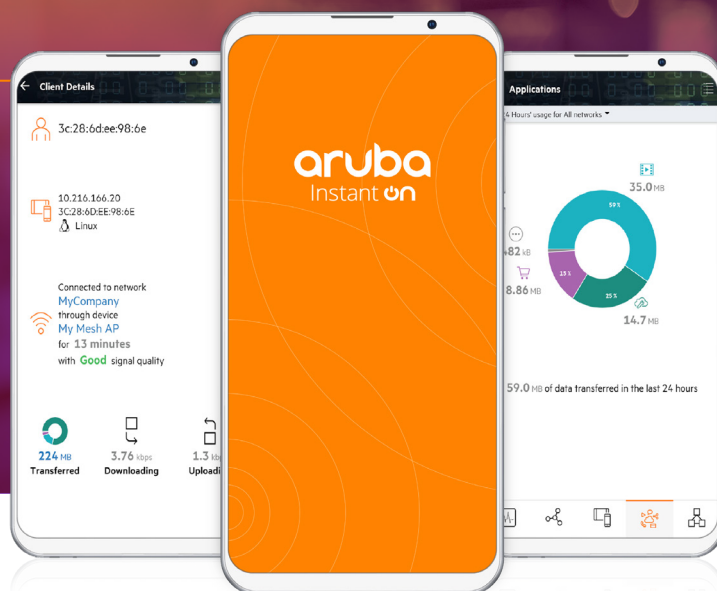 Client Details
3c:28:6d:ee:98:6e
10.216.166.20
3C:28:6D:EE:98:6E
Linux
Connected to network
MyCompany
through device
My Mesh AP
for 13 minutes
with Good signal quality
224 MB
Transferred
3.76 kbps
Downloading
1.3 kb
Uploadi
aruba
Instant on
Applications
24 Hours' usage for All networks
35.0 MB
59%
482 kB
8.86 MB
15%
25%
14.7 MB
59.0 MB of data transferred in the last 24 hours